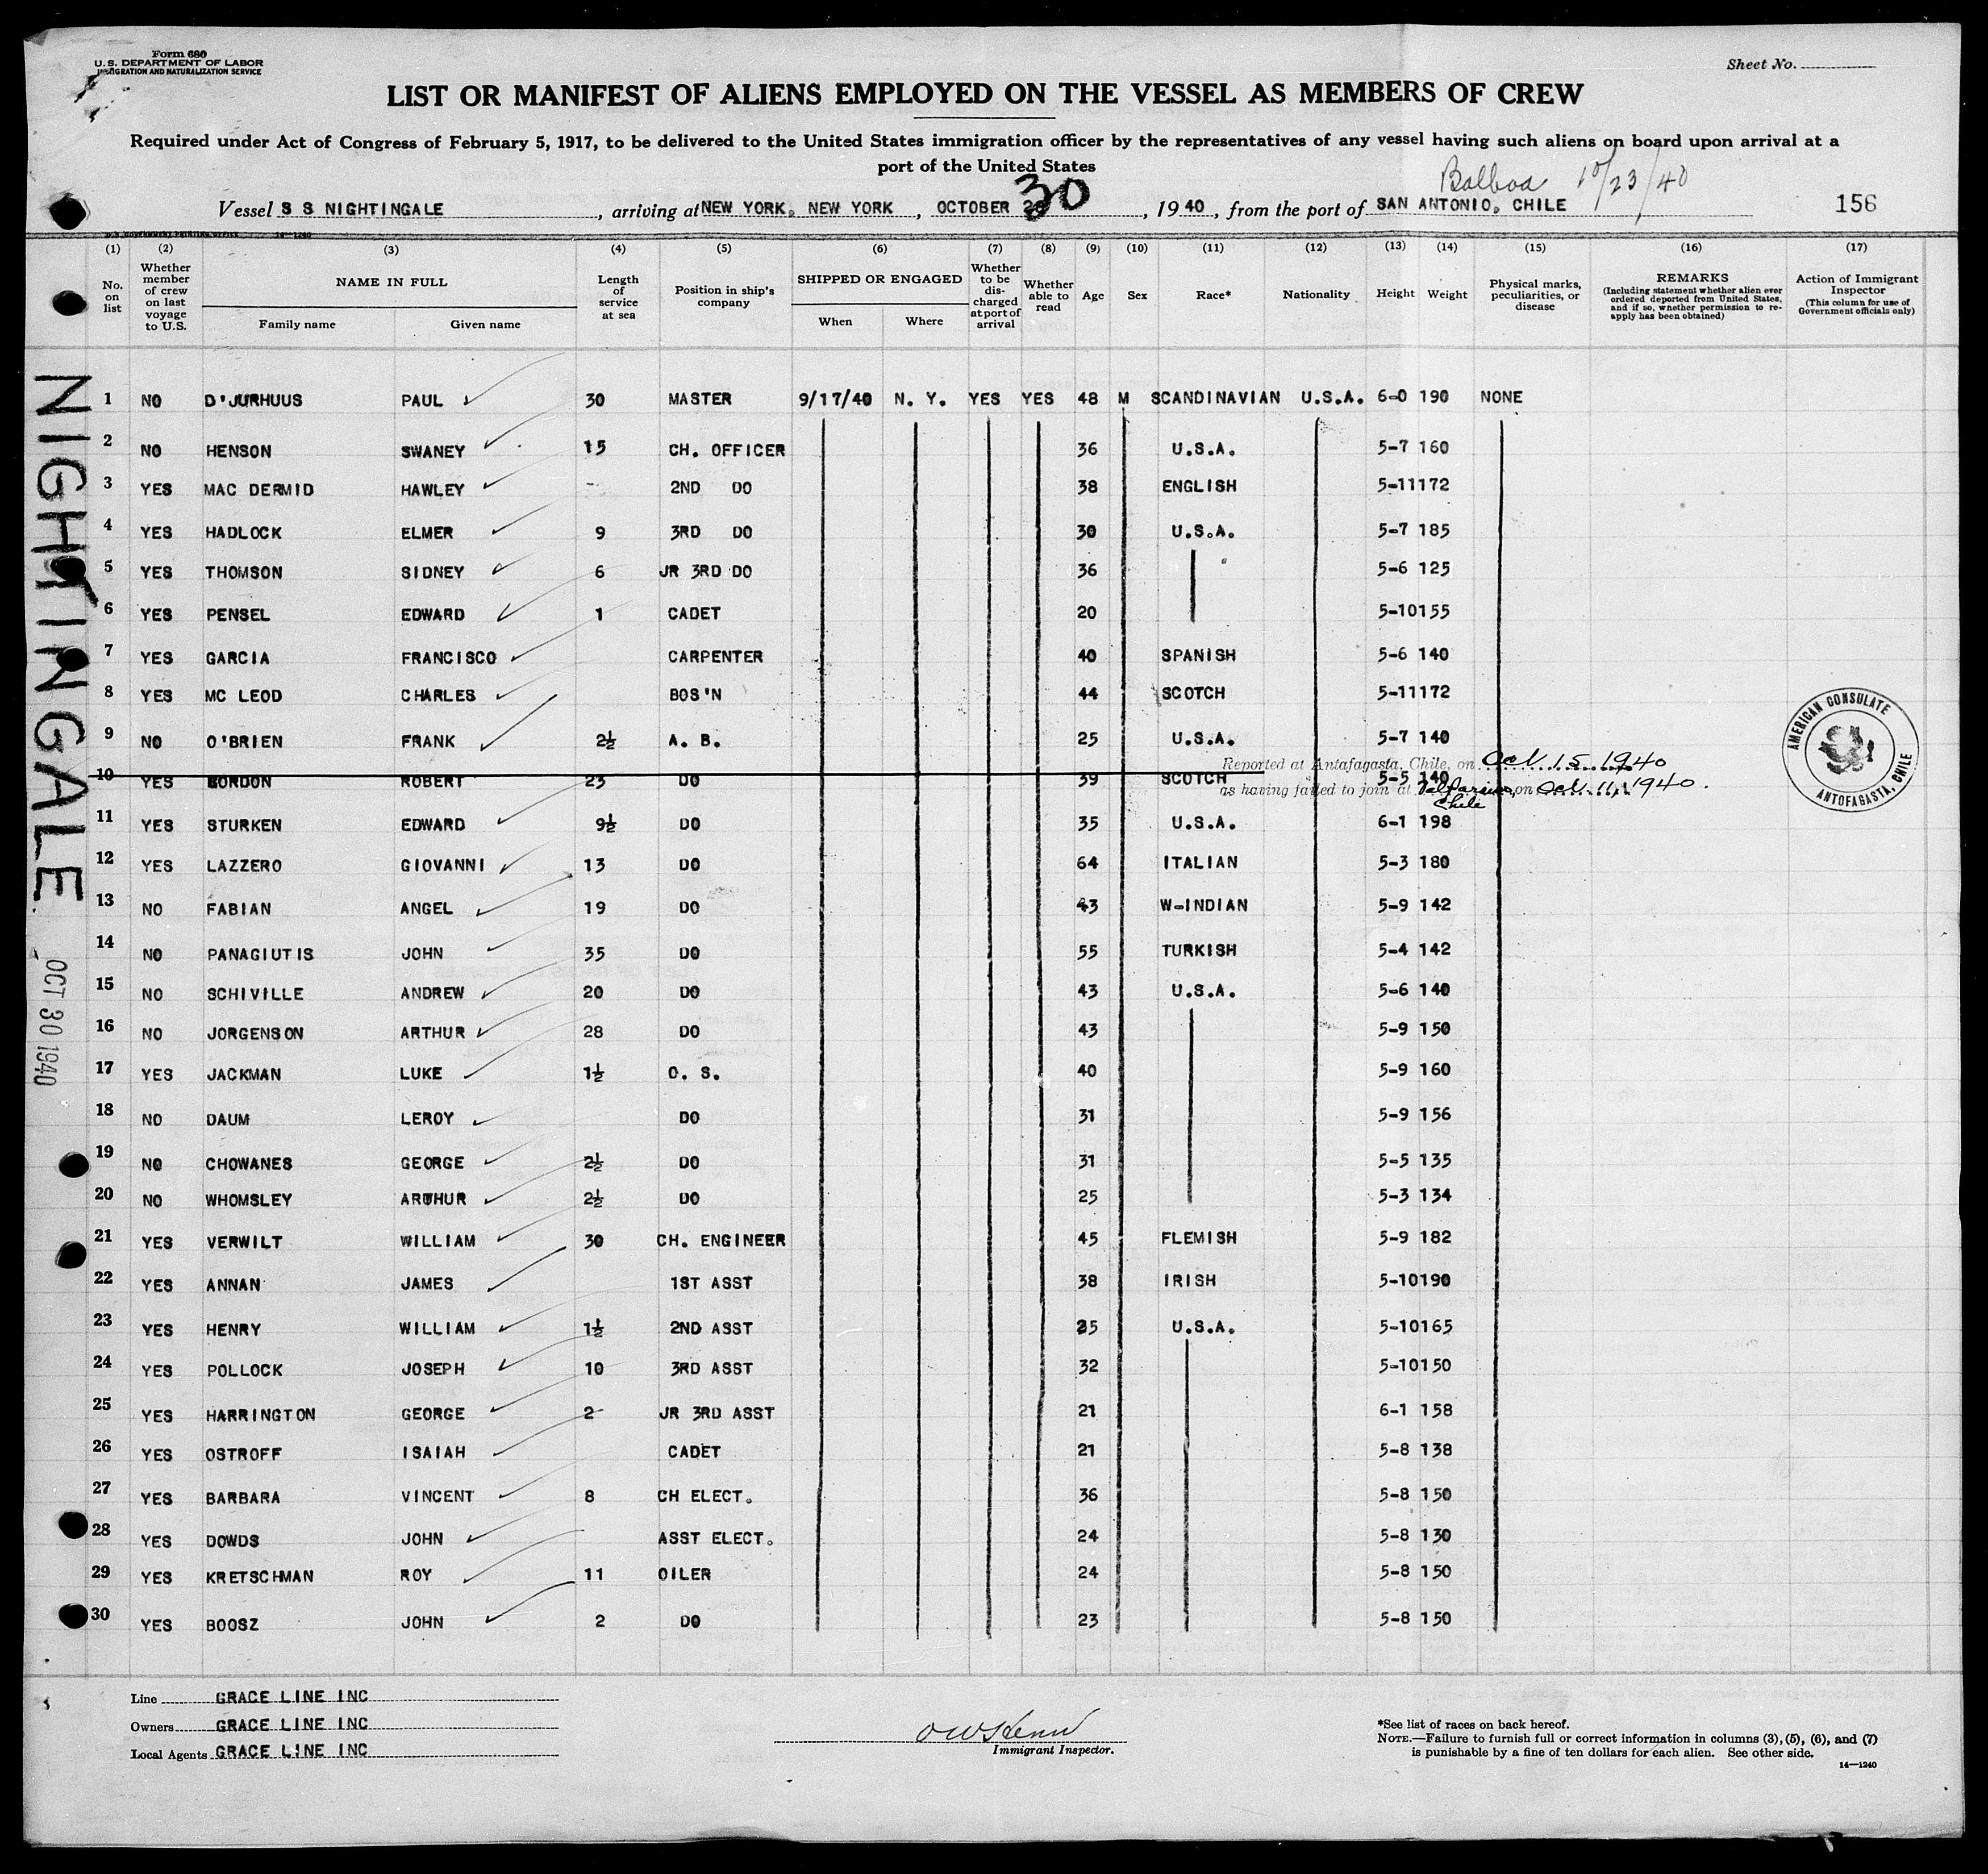 Form 680
U.S. DEPARTMENT OF LABOR
IMMIGRATION AND NATURALIZATION SERVICE
Sheet No.
LIST OR MANIFEST OF ALIENS EMPLOYED ON THE VESSEL AS MEMBERS OF CREW
Required under Act of Congress of February 5, 1917, to be delivered to the United States immigration officer by the representatives of any vessel having such aliens on board upon arrival at a
port of the United States
Balboa 10/23/40
Vessel S S NIGHTINGALE, arriving at NEW YORK, NEW YORK, OCTOBER 30, 1940, from the port of SAN ANTONIO, CHILE 156
U.S. GOVERNMENT PRINTING OFFICE 14—1240
(1) (2) (3) (4) (5) (6) (7) (8) (9) (10) (11) (12) (13) (14) (15) (16) (17)
No. on list
Whether member of crew on last voyage to U.S.
NAME IN FULL
Family name
Given name
Length of service at sea
Position in ship's company
SHIPPED OR ENGAGED
When
Where
Whether to be discharged at port of arrival
Whether able to read
Age
Sex
Race*
Nationality
Height
Weight
Physical marks, peculiarities, or disease
REMARKS
(Including statement whether alien ever ordered deported from United States, and if so, whether permission to reapply has been obtained)
Action of Immigrant Inspector
(This column for use of Government officials only)
1 NO D'JURHUUS PAUL 30 MASTER 9/17/40 N. Y. YES YES 48 M SCANDINAVIAN U.S.A. 6-0 190 NONE
2 NO HENSON SWANEY 15 CH. OFFICER 36 U.S.A. 5-7 160
3 YES MAC DERMID HAWLEY - 2ND DO 38 ENGLISH 5-11 172
4 YES HADLOCK ELMER 9 3RD DO 30 U.S.A. 5-7 185
5 YES THOMSON SIDNEY 6 JR 3RD DO 36 5-6 125
6 YES PENSEL EDWARD 1 CADET 20 5-10 155
7 YES GARCIA FRANCISCO CARPENTER 40 SPANISH 5-6 140
8 YES MC LEOD CHARLES BOS'N 44 SCOTCH 5-11 172
9 NO O'BRIEN FRANK 2½ A. B. 25 U.S.A. 5-7 140
Reported at Antafagasta, Chile, on Oct. 15, 1940
10 YES GORDON ROBERT 23 DO 39 SCOTCH 5-5 140
as having failed to join at Valparaiso, Chile on Oct. 11, 1940.
AMERICAN CONSULATE ANTOFAGASTA, CHILE
11 YES STURKEN EDWARD 9½ DO 35 U.S.A. 6-1 198
12 YES LAZZERO GIOVANNI 13 DO 64 ITALIAN 5-3 180
13 NO FABIAN ANGEL 19 DO 43 W-INDIAN 5-9 142
14 NO PANAGIUTIS JOHN 35 DO 55 TURKISH 5-4 142
15 NO SCHIVILLE ANDREW 20 DO 43 U.S.A. 5-6 140
16 NO JORGENSON ARTHUR 28 DO 43 5-9 150
17 YES JACKMAN LUKE 1½ O. S. 40 5-9 160
18 NO DAUM LEROY DO 31 5-9 156
19 NO CHOWANES GEORGE 2½ DO 31 5-5 135
20 NO WHOMSLEY ARTHUR 2½ DO 25 5-3 134
21 YES VERWILT WILLIAM 30 CH. ENGINEER 45 FLEMISH 5-9 182
22 YES ANNAN JAMES 1ST ASST 38 IRISH 5-10 190
23 YES HENRY WILLIAM 1½ 2ND ASST 25 U.S.A. 5-10 165
24 YES POLLOCK JOSEPH 10 3RD ASST 32 5-10 150
25 YES HARRINGTON GEORGE 2 JR 3RD ASST 21 6-1 158
26 YES OSTROFF ISAIAH CADET 21 5-8 138
27 YES BARBARA VINCENT 8 CH ELECT. 36 5-8 150
28 YES DOWDS JOHN ASST ELECT. 24 5-8 130
29 YES KRETSCHMAN ROY 11 OILER 24 5-8 150
30 YES BOOSZ JOHN 2 DO 23 5-8 150
NIGHTINGALE
OCT 30 1940
Line GRACE LINE INC
Owners GRACE LINE INC
Local Agents GRACE LINE INC
Immigrant Inspector.
*See list of races on back hereof.
NOTE.—Failure to furnish full or correct information in columns (3), (5), (6), and (7)
is punishable by a fine of ten dollars for each alien. See other side.
14—1240